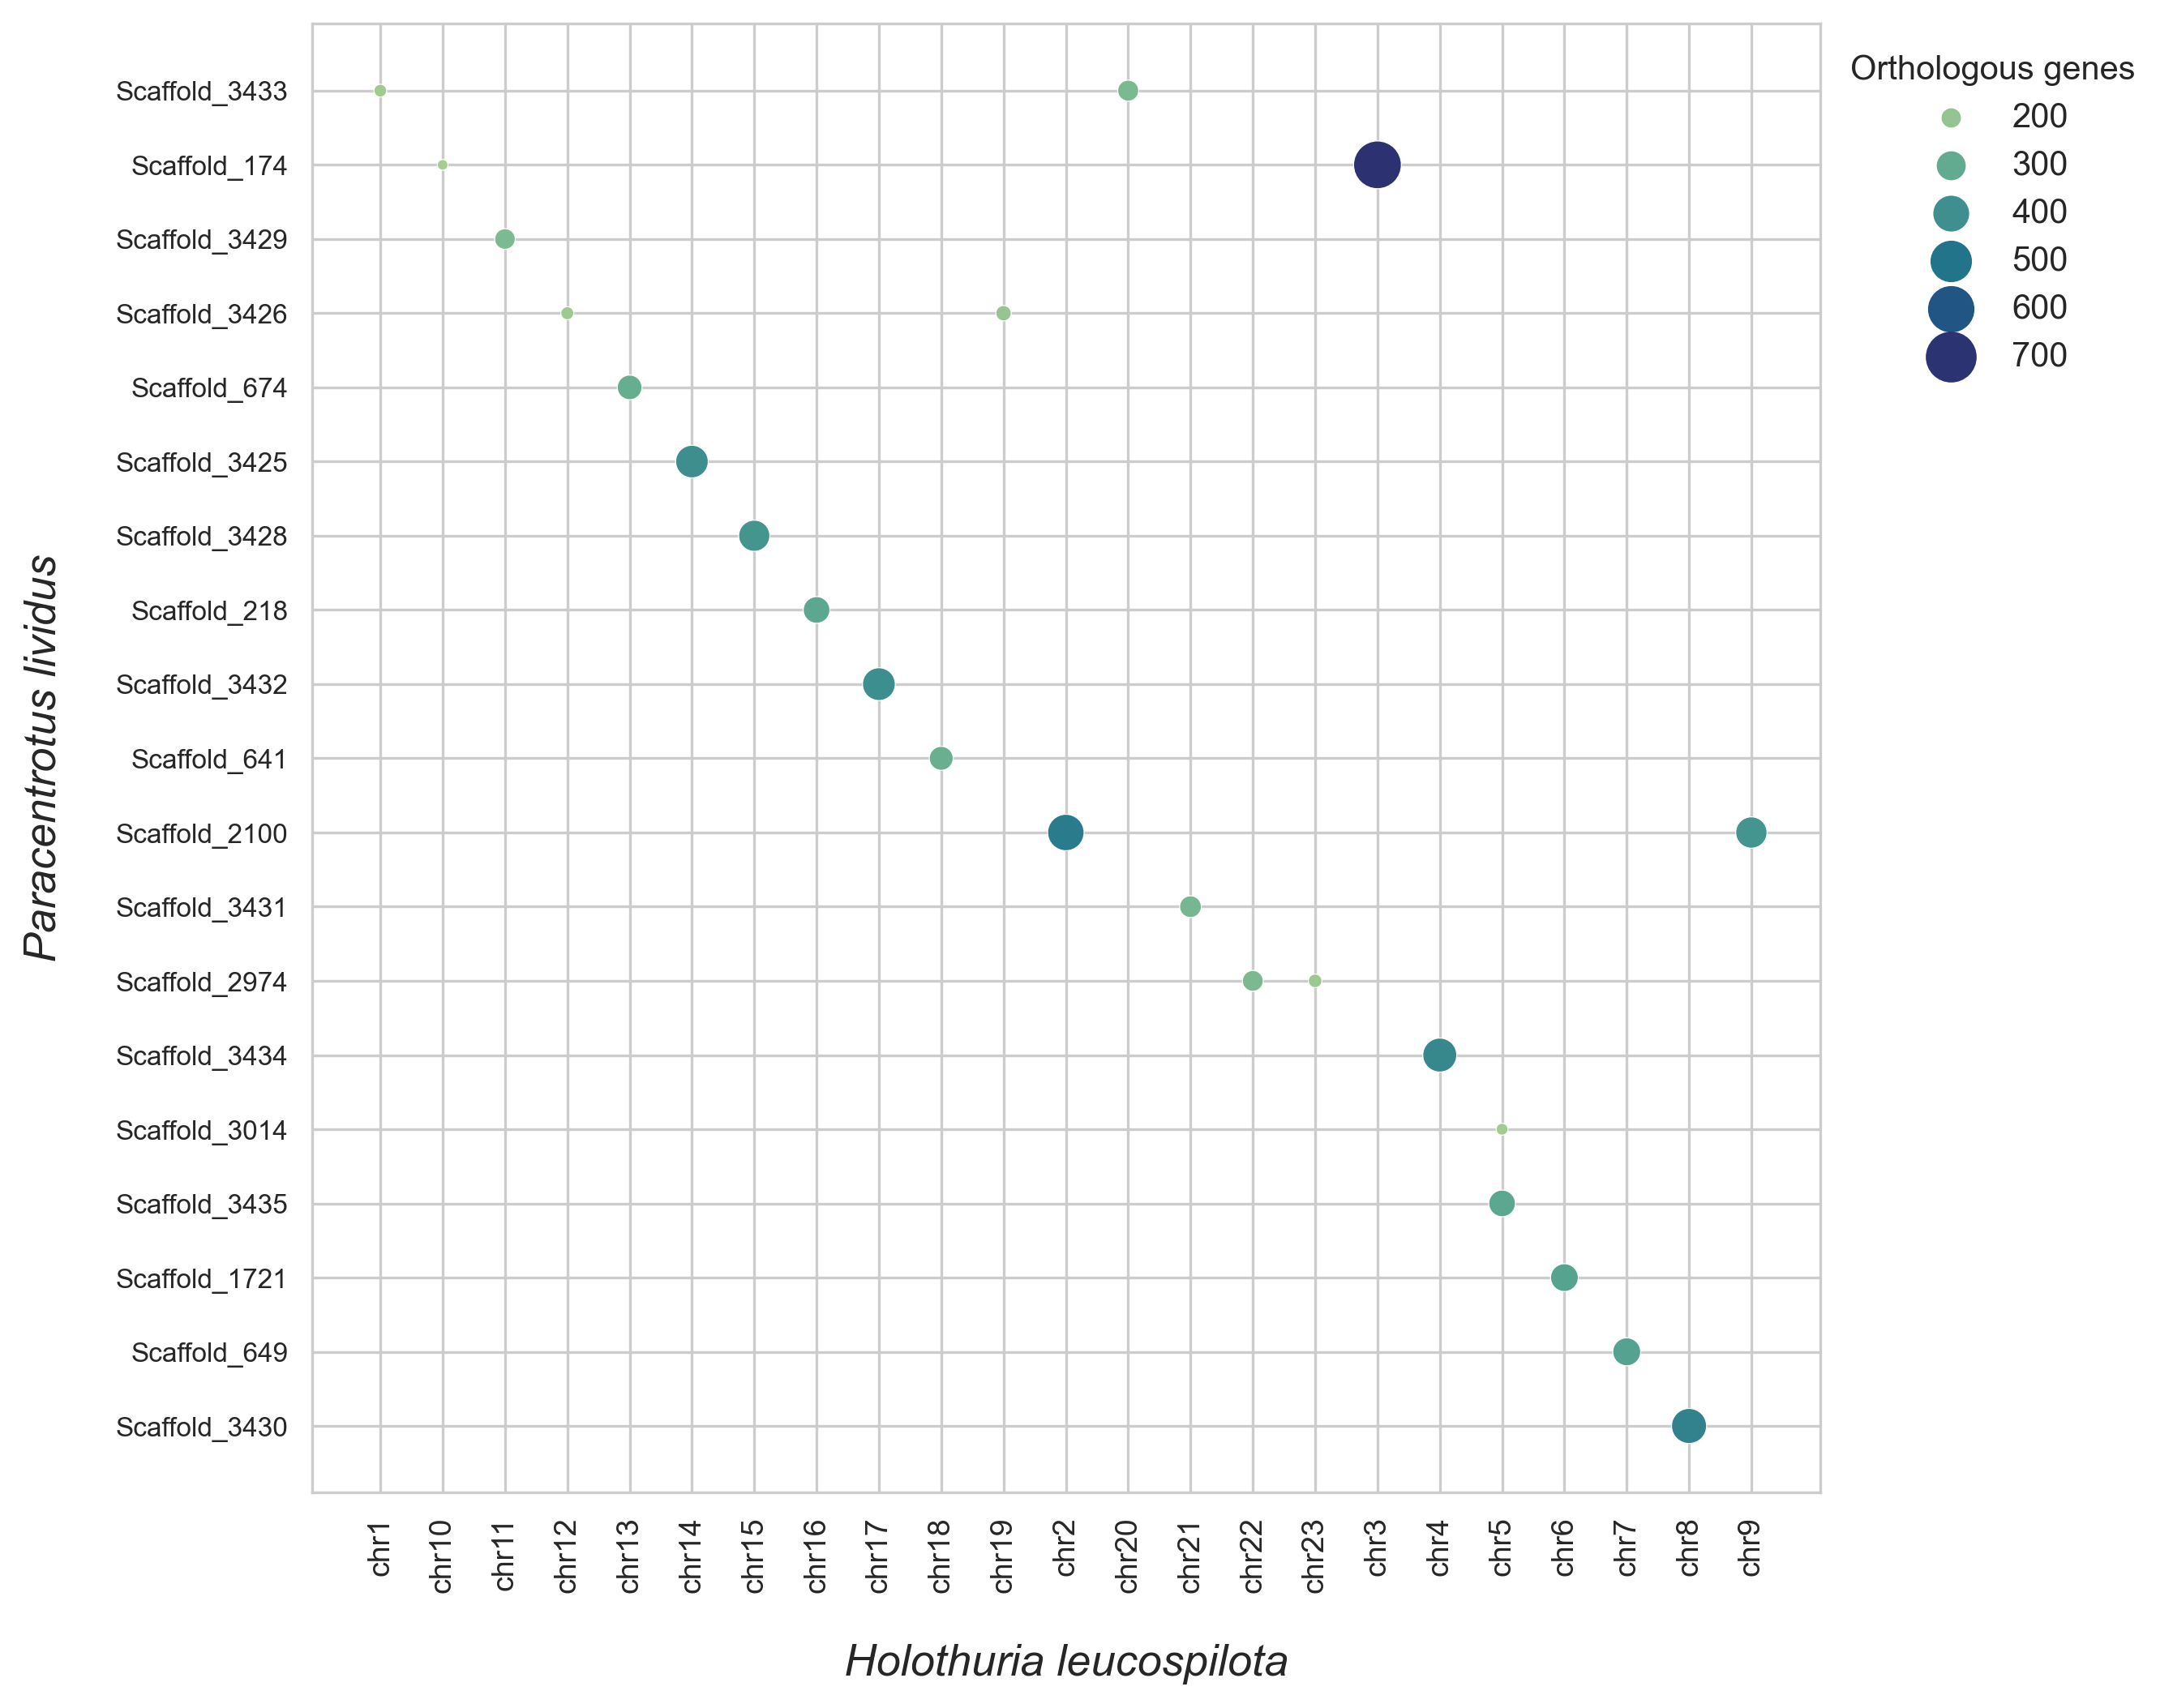 Orthologous genes
200
300
400
500
600
700
Paracentrotus lividus
Scaffold_3433
Scaffold_174
Scaffold_3429
Scaffold_3426
Scaffold_674
Scaffold_3425
Scaffold_3428
Scaffold_218
Scaffold_3432
Scaffold_641
Scaffold_2100
Scaffold_3431
Scaffold_2974
Scaffold_3434
Scaffold_3014
Scaffold_3435
Scaffold_1721
Scaffold_649
Scaffold_3430
chr1
chr10
chr11
chr12
chr13
chr14
chr15
chr16
chr17
chr18
chr19
chr2
chr20
chr21
chr22
chr23
chr3
chr4
chr5
chr6
chr7
chr8
chr9
Holothuria leucospilota